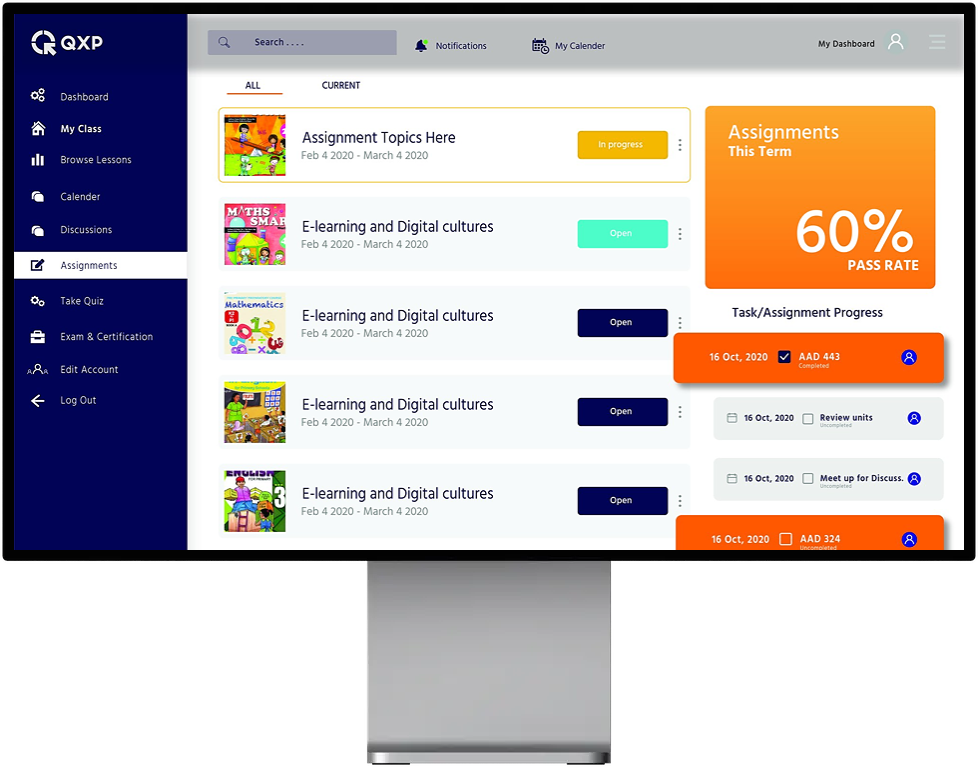 QXP
Search . . . .
Notifications
My Calender
My Dashboard
Dashboard
My Class
Browse Lessons
Calender
Discussions
Assignments
Take Quiz
Exam & Certification
Edit Account
Log Out
ALL
CURRENT
Assignment Topics Here
Feb 4 2020 - March 4 2020
In progress
MATHS
SMAR
E-learning and Digital cultures
Feb 4 2020 - March 4 2020
Open
Mathematics
E-learning and Digital cultures
Feb 4 2020 - March 4 2020
Open
E-learning and Digital cultures
Feb 4 2020 - March 4 2020
Open
ENGLISH
FOR PRIMARY
3
E-learning and Digital cultures
Feb 4 2020 - March 4 2020
Open
Assignments
This Term
60%
PASS RATE
Task/Assignment Progress
16 Oct, 2020
AAD 443
Completed
16 Oct, 2020
Review units
Uncompleted
16 Oct, 2020
Meet up for Discuss.
Uncompleted
16 Oct, 2020
AAD 324
Uncompleted